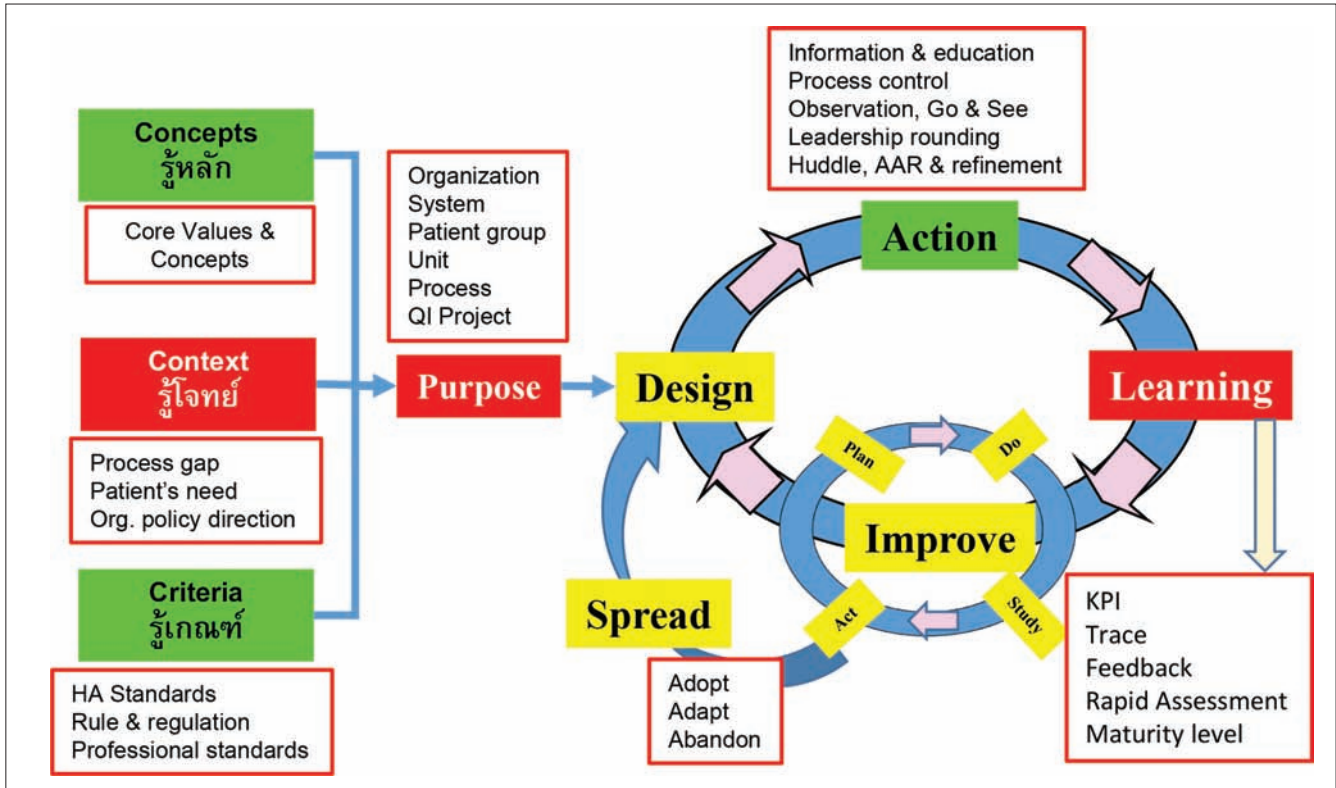 Concepts
รู้หลัก
Core Values &
Concepts
Context
รู้โจทย์
Process gap
Patient’s need
Org. policy direction
Criteria
รู้เกณฑ์
HA Standards
Rule & regulation
Professional standards
Organization
System
Patient group
Unit
Process
QI Project
Purpose
Design
Information & education
Process control
Observation, Go & See
Leadership rounding
Huddle, AAR & refinement
Action
Learning
KPI
Trace
Feedback
Rapid Assessment
Maturity level
Improve
Plan
Do
Study
Act
Adopt
Adapt
Abandon
Spread